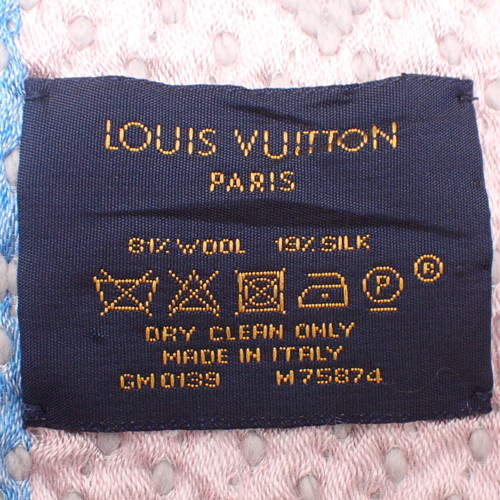 LOUIS VUITTON
PARIS
81% WOOL 19% SILK
P ®
DRY CLEAN ONLY
MADE IN ITALY
GM0139 M75874